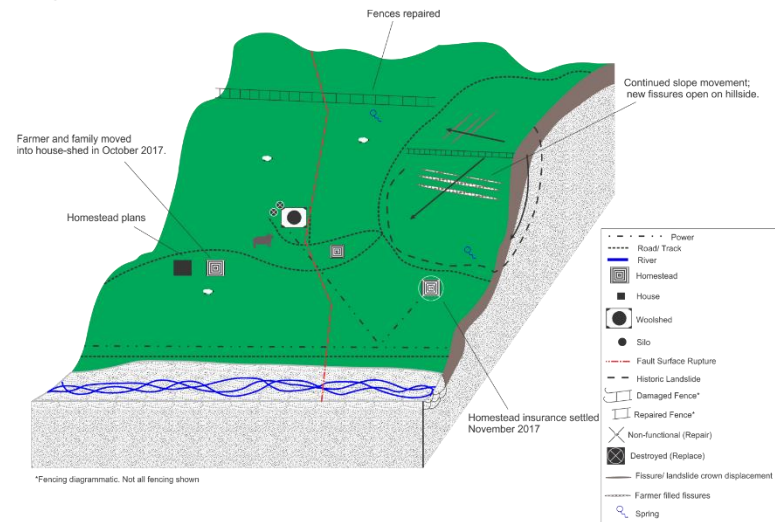 Fences repaired
Continued slope movement;
new fissures open on hillside.
Farmer and family moved
into house-shed in October 2017.
Homestead plans
Homestead insurance settled
November 2017
*Fencing diagrammatic. Not all fencing shown
Power
Road/ Track
River
Homestead
House
Woolshed
Silo
Fault Surface Rupture
Historic Landslide
Damaged Fence*
Repaired Fence*
Non-functional (Repair)
Destroyed (Replace)
Fissure/ landslide crown displacement
Farmer filled fissures
Spring